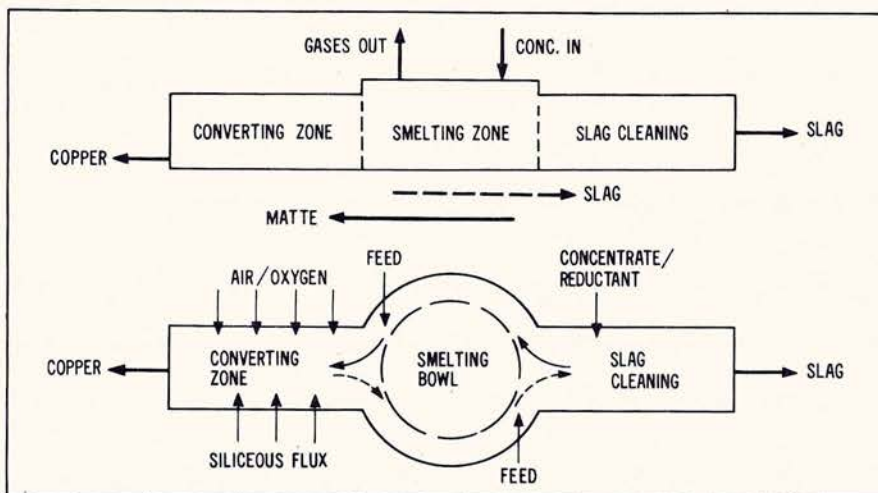 GASES OUT
CONC. IN
CONVERTING ZONE
SMELTING ZONE
SLAG CLEANING
SLAG
COPPER
SLAG
MATTE
FEED
CONCENTRATE/
REDUCTANT
AIR/OXYGEN
CONVERTING
ZONE
SMELTING
BOWL
SLAG
CLEANING
COPPER
SLAG
SILICEOUS FLUX
FEED